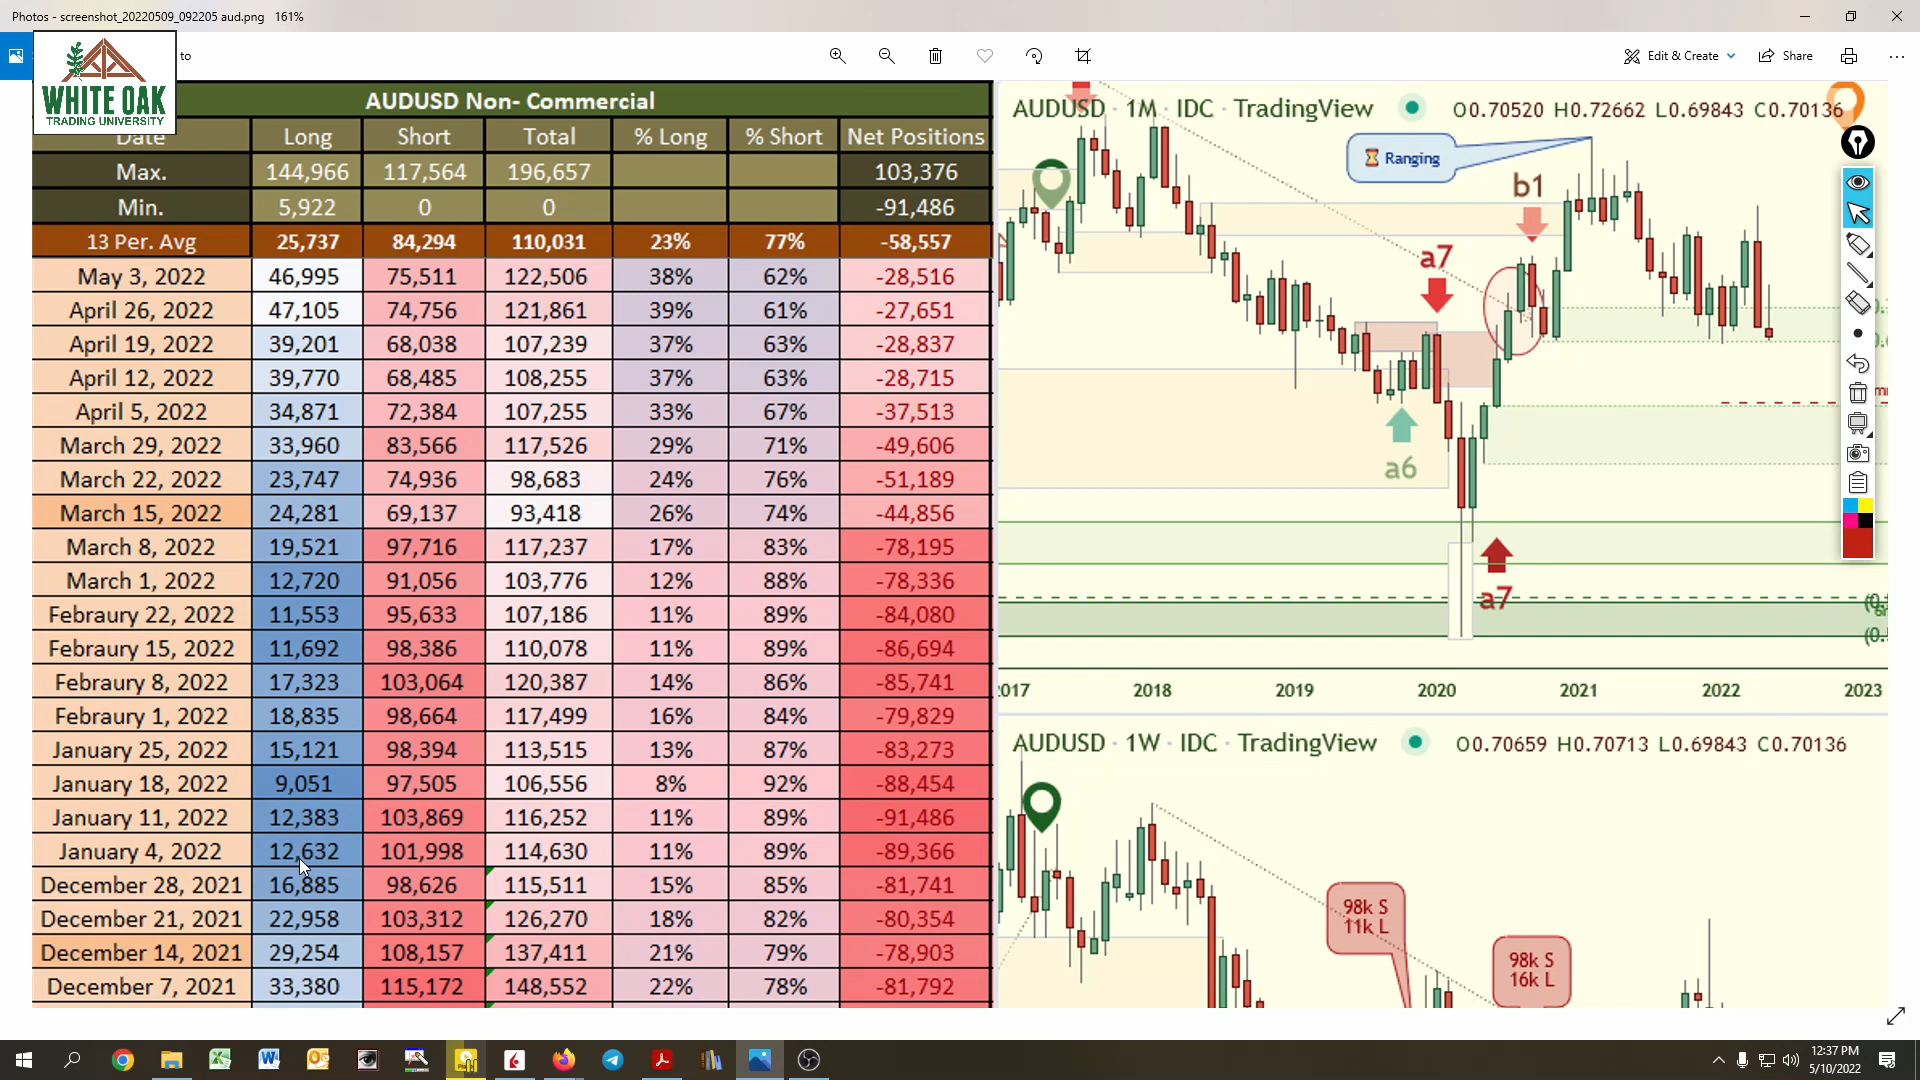 Photos - screenshot_20220509_092205 aud.png 161%
to
Edit & Create
Share
WHITE OAK
TRADING UNIVERSITY
AUDUSD Non- Commercial
Date Long Short Total % Long % Short Net Positions
Max. 144,966 117,564 196,657 103,376
Min. 5,922 0 0 -91,486
13 Per. Avg 25,737 84,294 110,031 23% 77% -58,557
May 3, 2022 46,995 75,511 122,506 38% 62% -28,516
April 26, 2022 47,105 74,756 121,861 39% 61% -27,651
April 19, 2022 39,201 68,038 107,239 37% 63% -28,837
April 12, 2022 39,770 68,485 108,255 37% 63% -28,715
April 5, 2022 34,871 72,384 107,255 33% 67% -37,513
March 29, 2022 33,960 83,566 117,526 29% 71% -49,606
March 22, 2022 23,747 74,936 98,683 24% 76% -51,189
March 15, 2022 24,281 69,137 93,418 26% 74% -44,856
March 8, 2022 19,521 97,716 117,237 17% 83% -78,195
March 1, 2022 12,720 91,056 103,776 12% 88% -78,336
Febraury 22, 2022 11,553 95,633 107,186 11% 89% -84,080
Febraury 15, 2022 11,692 98,386 110,078 11% 89% -86,694
Febraury 8, 2022 17,323 103,064 120,387 14% 86% -85,741
Febraury 1, 2022 18,835 98,664 117,499 16% 84% -79,829
January 25, 2022 15,121 98,394 113,515 13% 87% -83,273
January 18, 2022 9,051 97,505 106,556 8% 92% -88,454
January 11, 2022 12,383 103,869 116,252 11% 89% -91,486
January 4, 2022 12,632 101,998 114,630 11% 89% -89,366
December 28, 2021 16,885 98,626 115,511 15% 85% -81,741
December 21, 2021 22,958 103,312 126,270 18% 82% -80,354
December 14, 2021 29,254 108,157 137,411 21% 79% -78,903
December 7, 2021 33,380 115,172 148,552 22% 78% -81,792
AUDUSD · 1M · IDC · TradingView O0.70520 H0.72662 L0.69843 C0.70136
Ranging
b1
a7
a6
a7
2017 2018 2019 2020 2021 2022 2023
AUDUSD · 1W · IDC · TradingView O0.70659 H0.70713 L0.69843 C0.70136
98k S
11k L
98k S
16k L
12:37 PM
5/10/2022